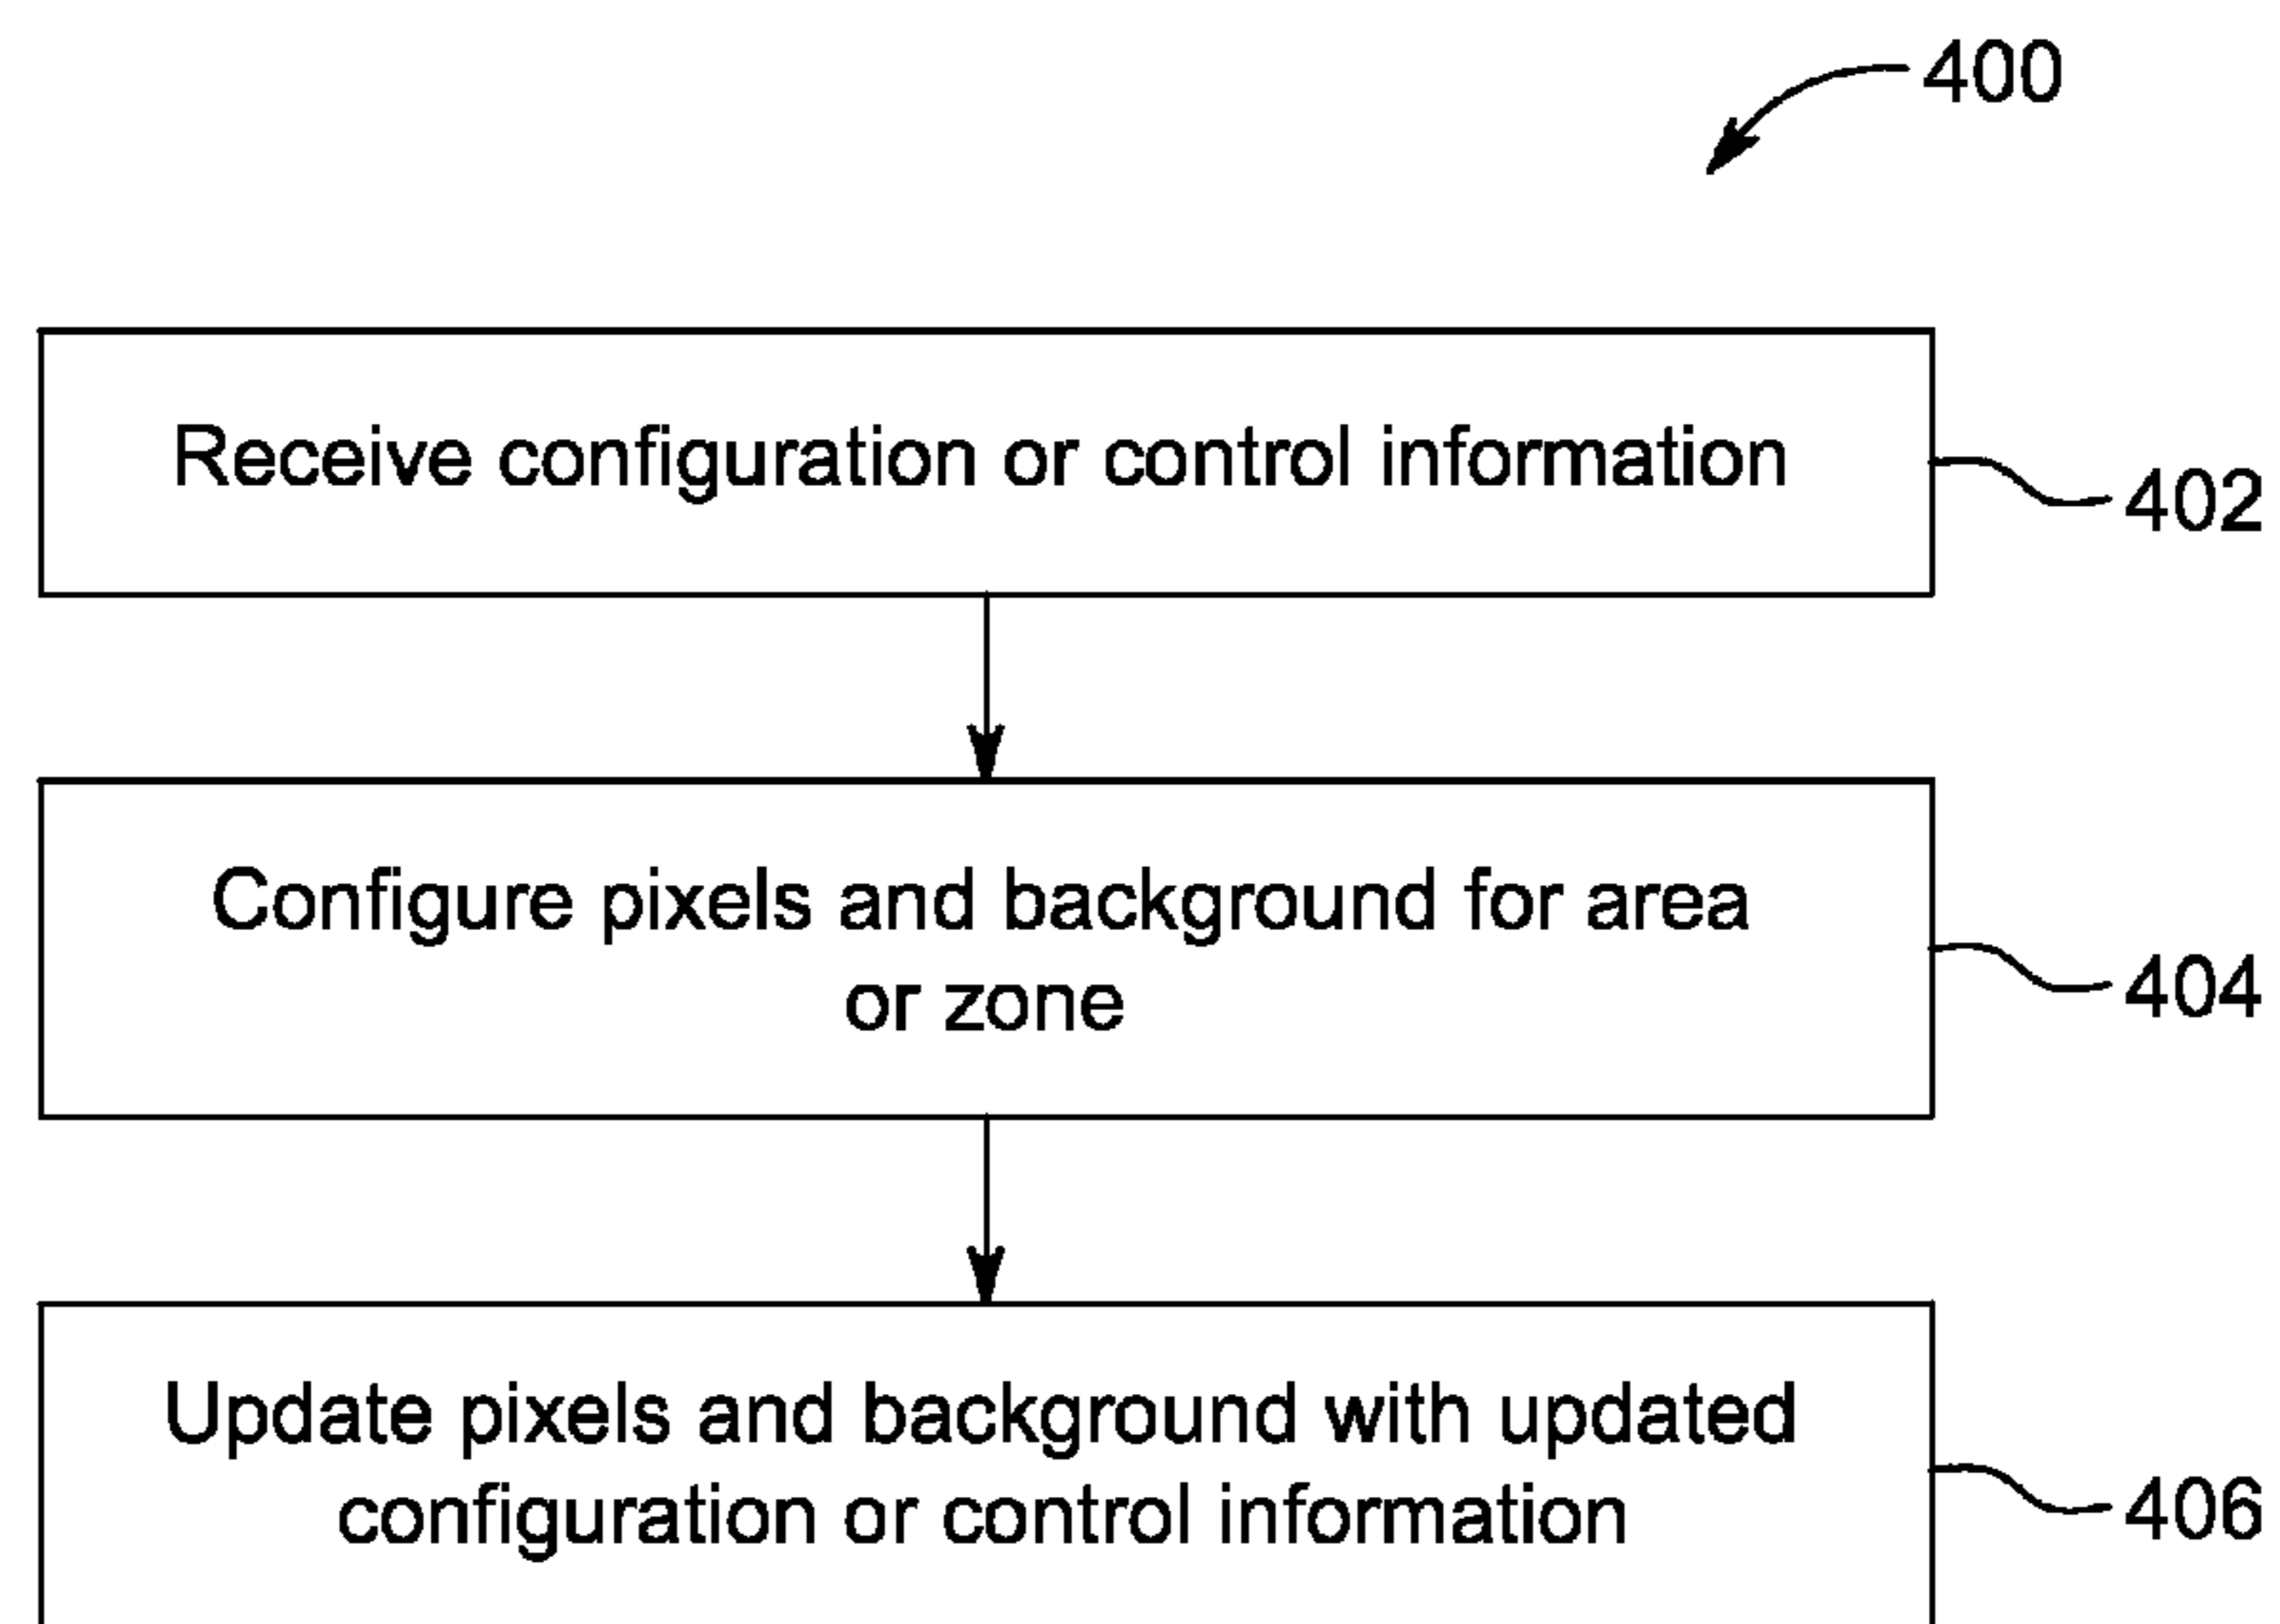 400
Receive configuration or control information
402
Configure pixels and background for area
or zone
404
Update pixels and background with updated
configuration or control information
406